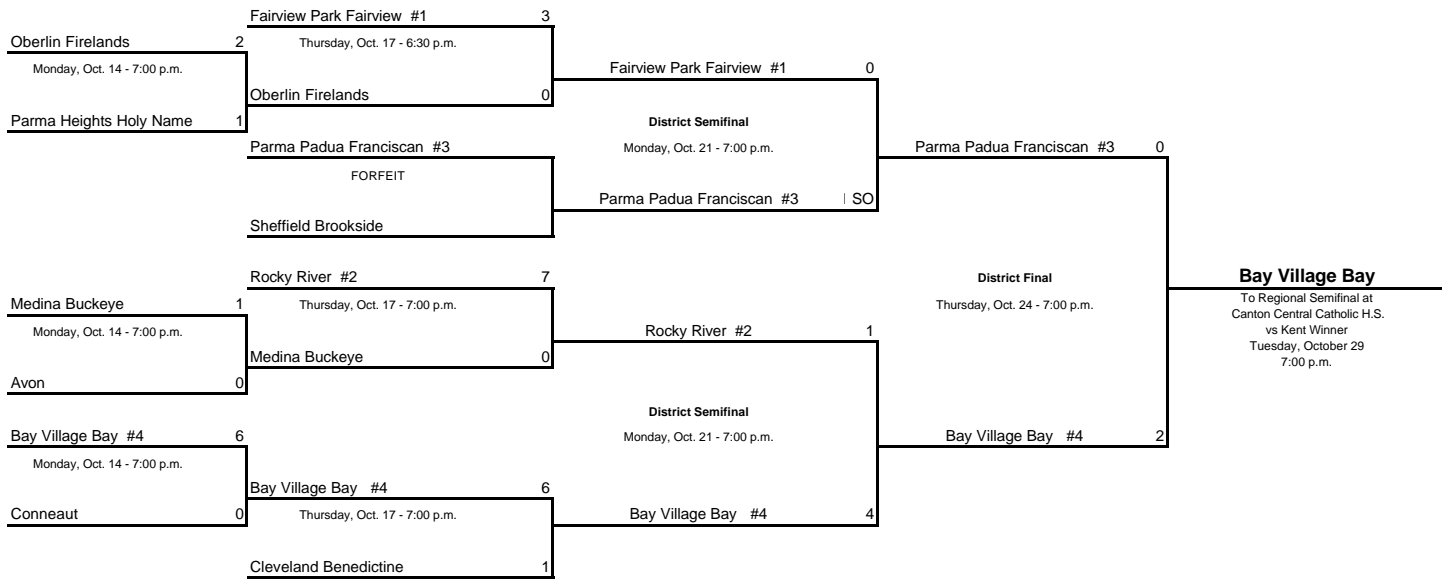 Fairview Park Fairview #1 3
Oberlin Firelands 2
Thursday, Oct. 17 - 6:30 p.m.
Monday, Oct. 14 - 7:00 p.m.
Fairview Park Fairview #1 0
Oberlin Firelands 0
Parma Heights Holy Name 1
District Semifinal
Parma Padua Franciscan #3
Monday, Oct. 21 - 7:00 p.m.
Parma Padua Franciscan #3 0
FORFEIT
Parma Padua Franciscan #3 SO
Sheffield Brookside
Rocky River #2 7
District Final
Bay Village Bay
Medina Buckeye 1
Thursday, Oct. 17 - 7:00 p.m.
Thursday, Oct. 24 - 7:00 p.m.
To Regional Semifinal at
Canton Central Catholic H.S.
vs Kent Winner
Tuesday, October 29
7:00 p.m.
Monday, Oct. 14 - 7:00 p.m.
Rocky River #2 1
Medina Buckeye 0
Avon 0
District Semifinal
Bay Village Bay #4 6
Monday, Oct. 21 - 7:00 p.m.
Bay Village Bay #4 2
Monday, Oct. 14 - 7:00 p.m.
Bay Village Bay #4 6
Conneaut 0
Thursday, Oct. 17 - 7:00 p.m.
Bay Village Bay #4 4
Cleveland Benedictine 1